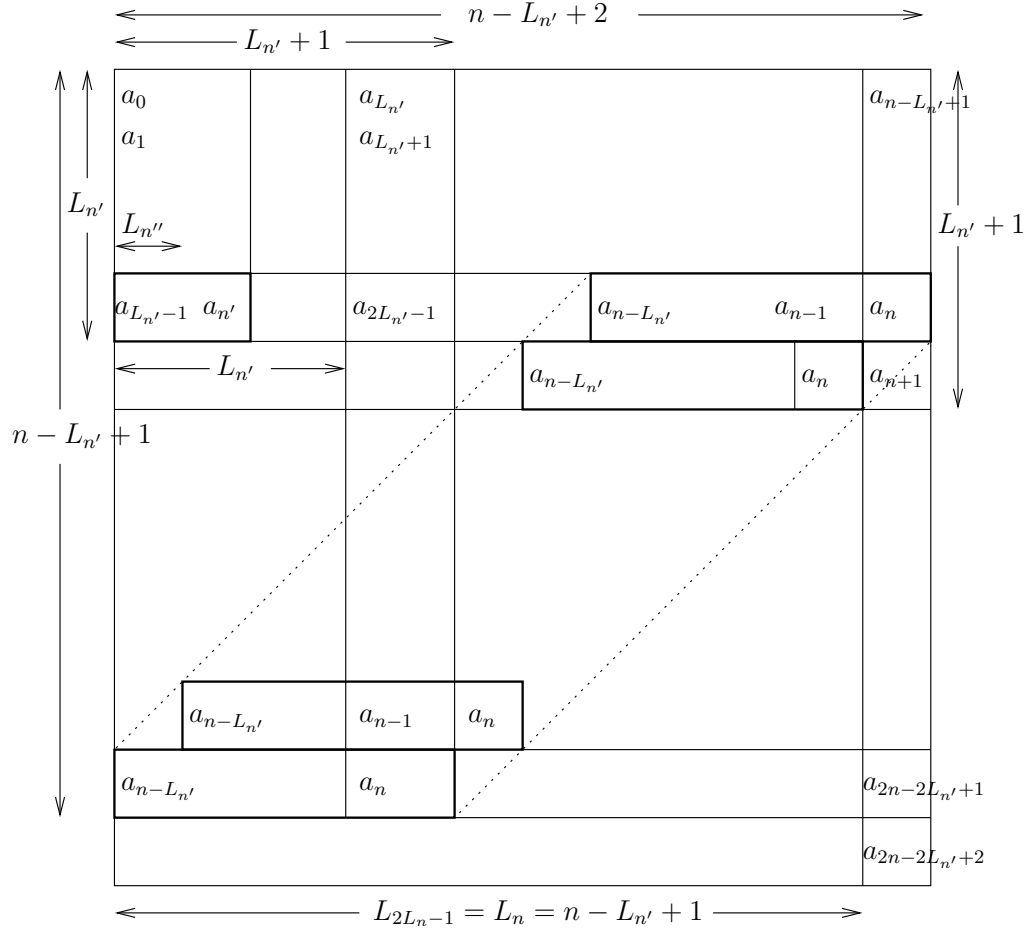 $n - L_{n'} + 2$
$L_{n'} + 1$
$a_0$ $a_{L_{n'}}$ $a_{n-L_{n'}+1}$
$a_1$ $a_{L_{n'}+1}$
$L_{n'}$
$L_{n''}$ $L_{n'} + 1$
$a_{L_{n'}-1}$ $a_{n'}$ $a_{2L_{n'}-1}$ $a_{n-L_{n'}}$ $a_{n-1}$ $a_n$
$L_{n'}$ $a_{n-L_{n'}}$ $a_n$ $a_{n+1}$
$n - L_{n'} + 1$
$a_{n-L_{n'}}$ $a_{n-1}$ $a_n$
$a_{n-L_{n'}}$ $a_n$ $a_{2n-2L_{n'}+1}$
$a_{2n-2L_{n'}+2}$
$L_{2L_n-1} = L_n = n - L_{n'} + 1$